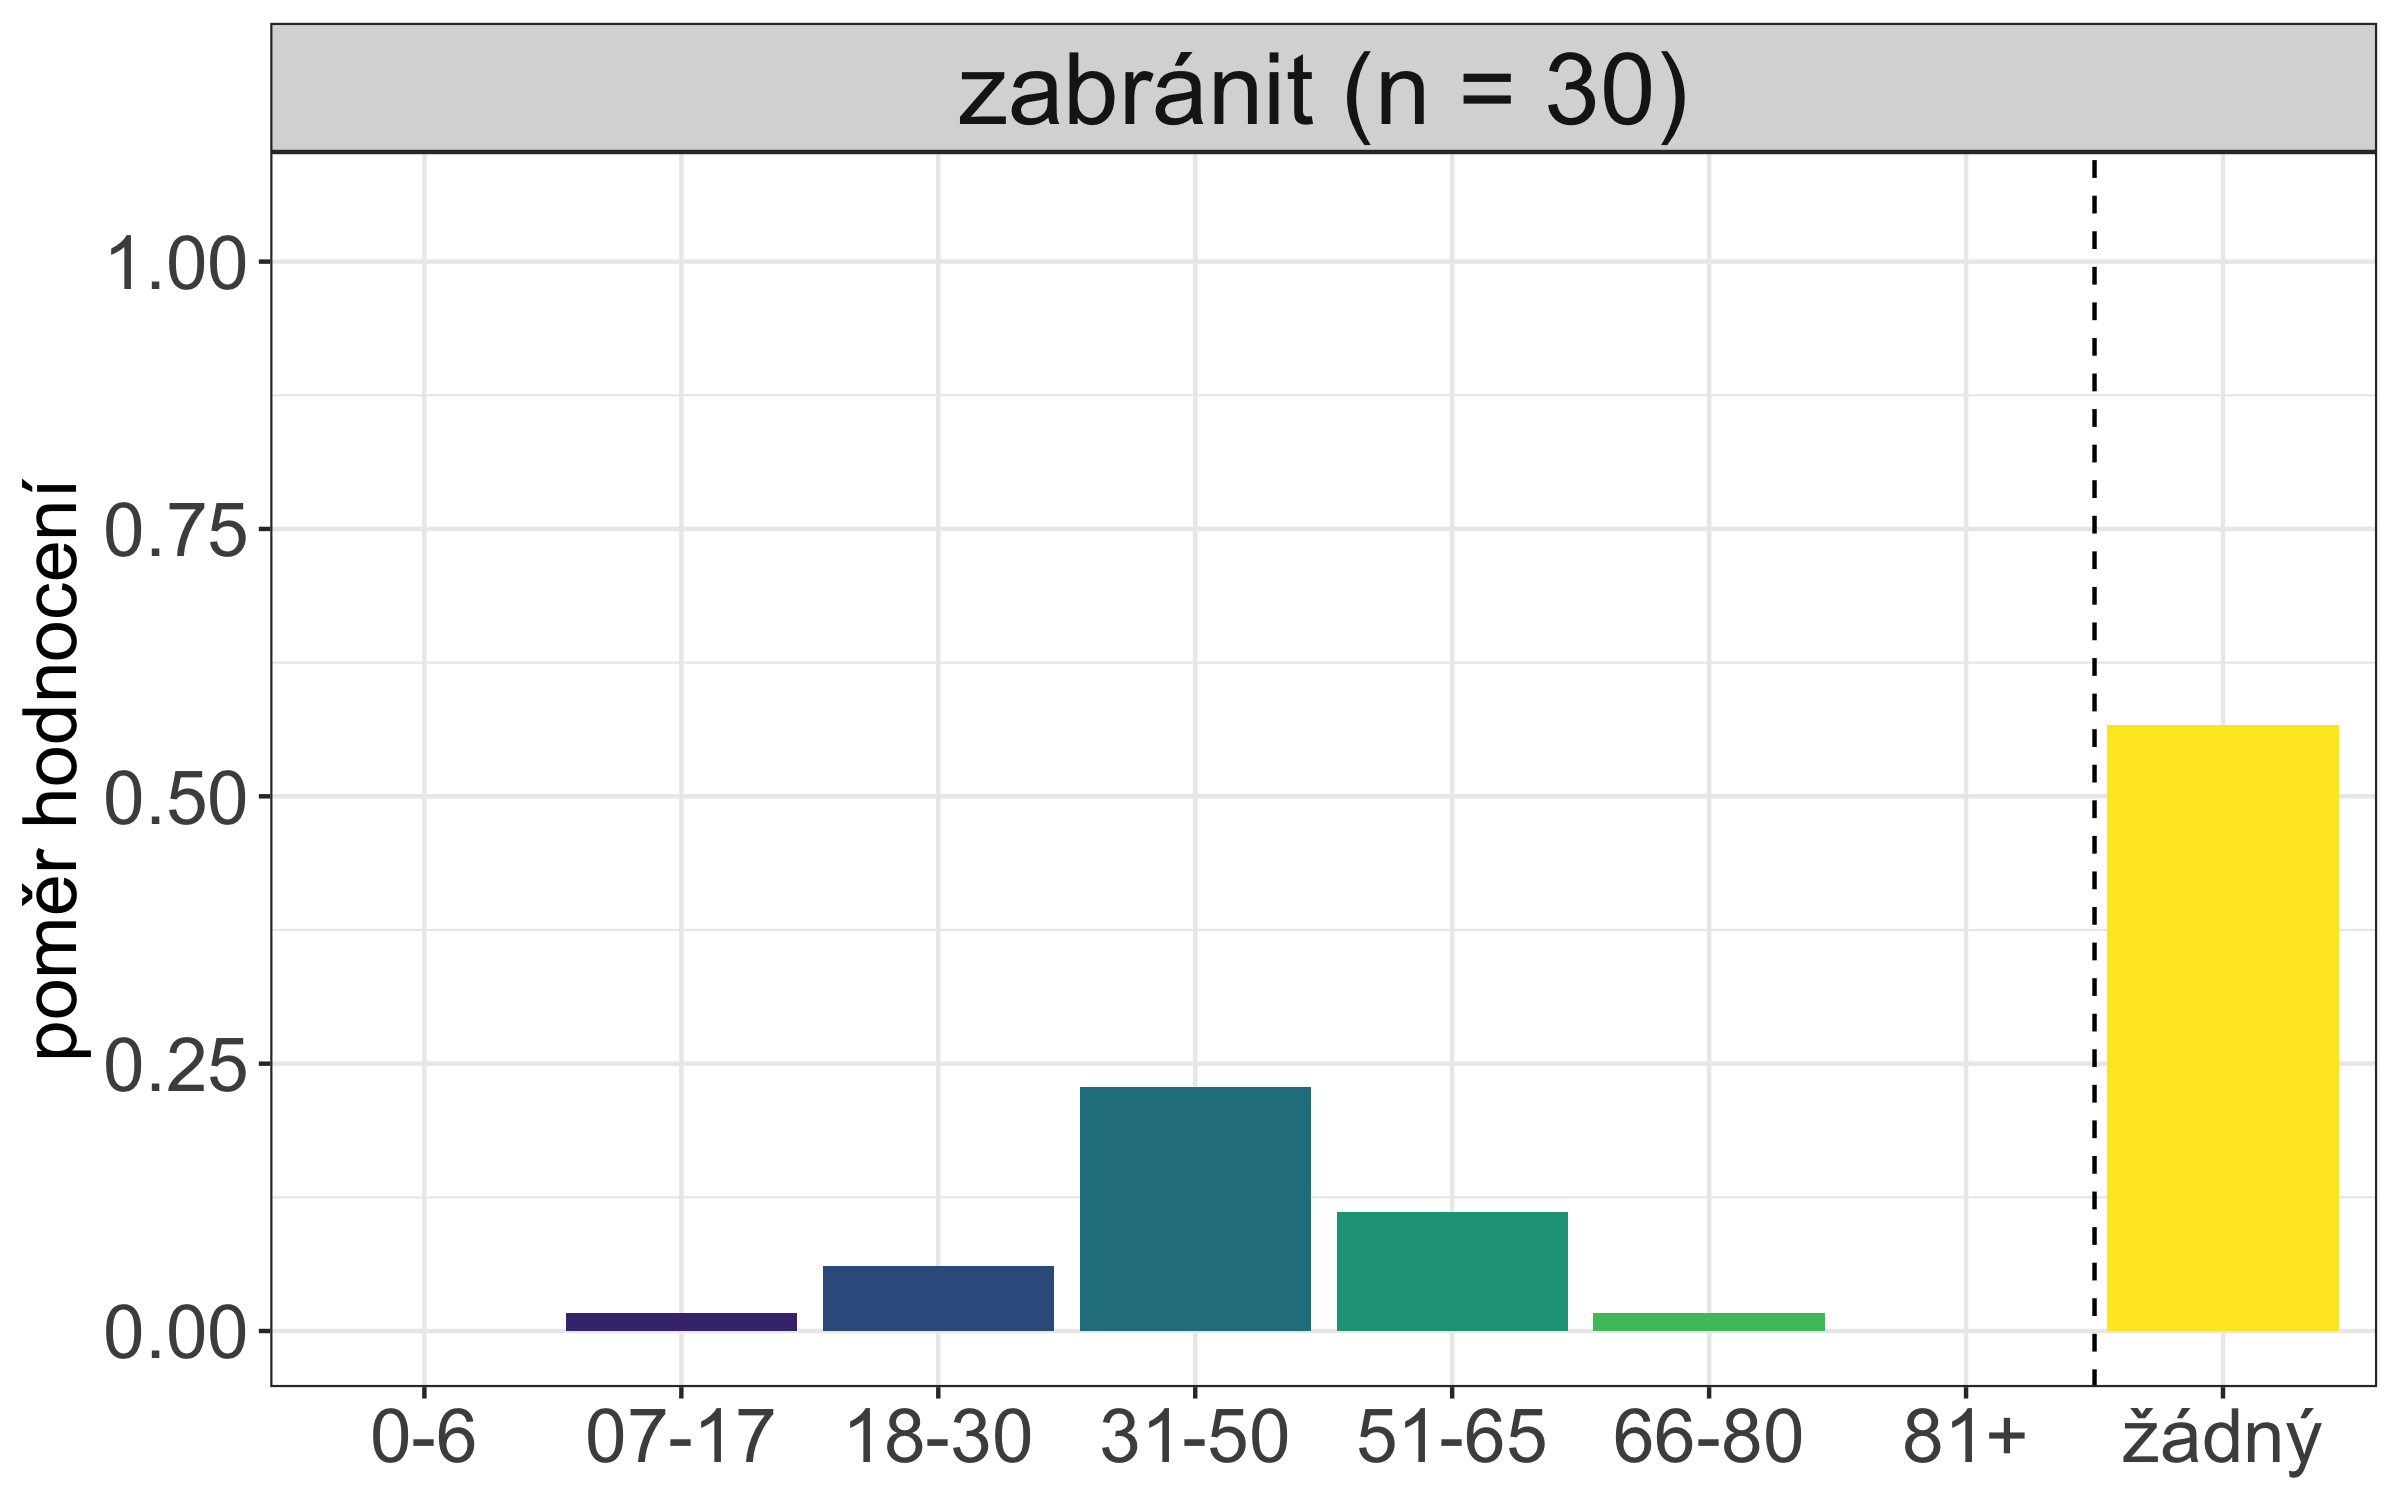 zabránit (n = 30)
poměr hodnocení
1.00
0.75
0.50
0.25
0.00
0-6 07-17 18-30 31-50 51-65 66-80 81+ žádný